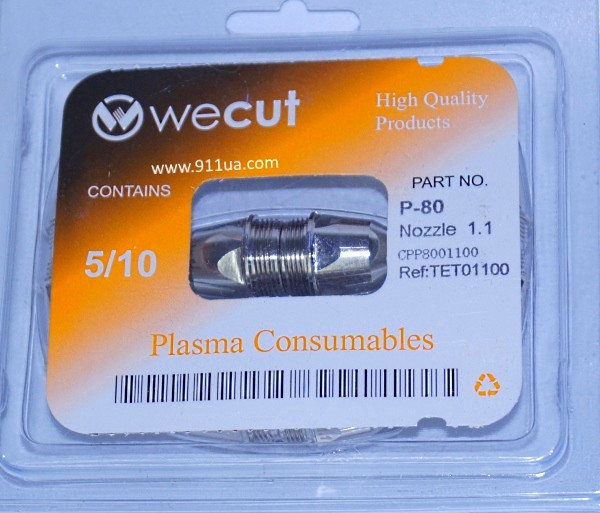 wecut
High Quality
Products
www.911ua.com
CONTAINS
5/10
PART NO.
P-80
Nozzle 1.1
CPP8001100
Ref:TET01100
Plasma Consumables